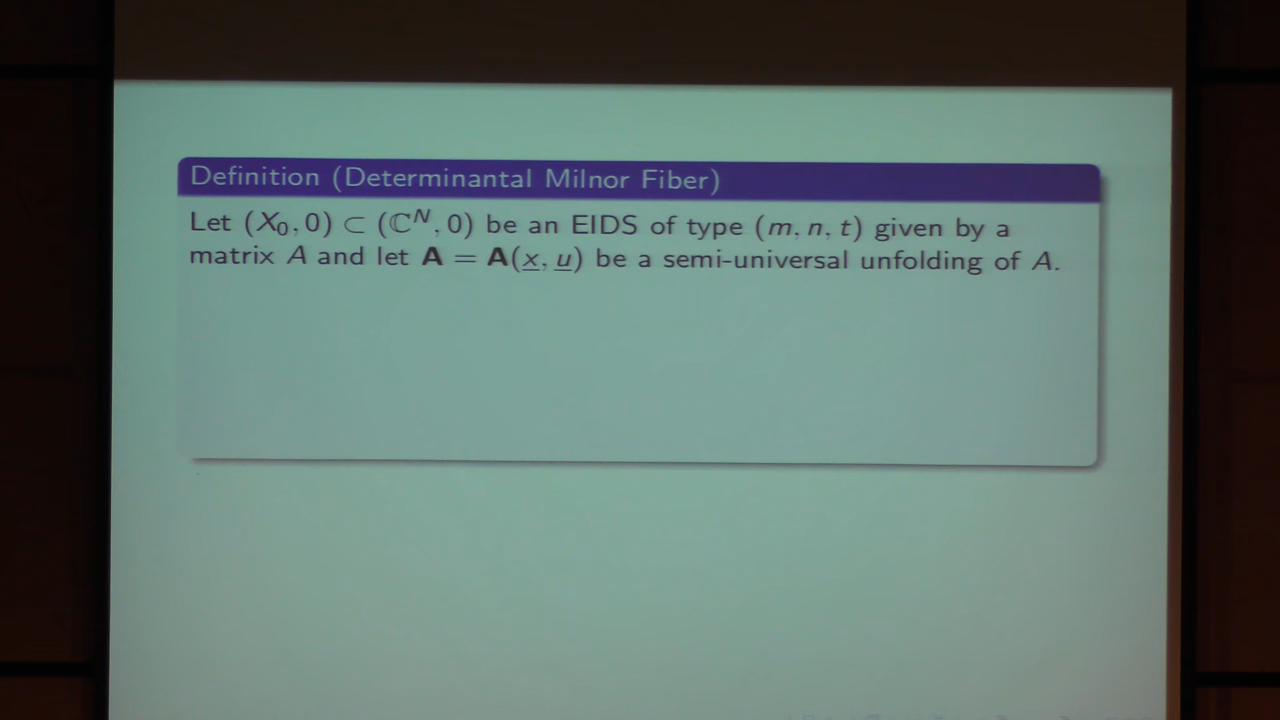 Definition (Determinantal Milnor Fiber)
Let (X₀, 0) ⊂ (ℂᴺ, 0) be an EIDS of type (m, n, t) given by a
matrix A and let 𝐀 = 𝐀(x̲, u̲) be a semi-universal unfolding of A.